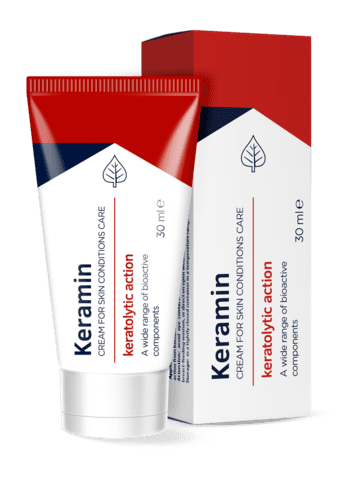 Keramin
CREAM FOR SKIN CONDITIONS CARE
keratolytic action
A wide range of bioactive
components
30 ml e
Keramin
CREAM FOR SKIN CONDITIONS CARE
keratolytic action
A wide range of bioactive
components
30 ml e